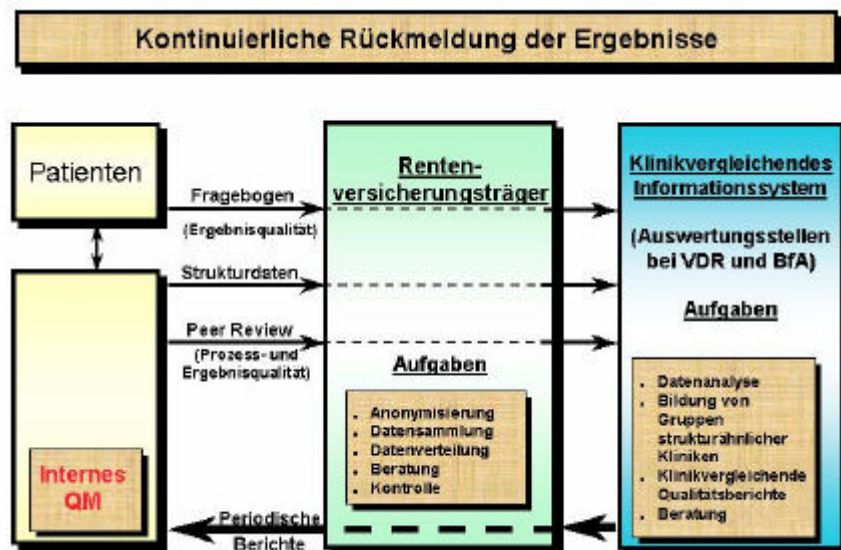 Kontinuierliche Rückmeldung der Ergebnisse
Patienten
Fragebogen
(Ergebnisqualität)
Strukturdaten
Peer Review
(Prozess- und
Ergebnisqualität)
Internes
QM
Periodische
Berichte
Renten-
versicherungsträger
Aufgaben
. Anonymisierung
. Datensammlung
. Datenverteilung
. Beratung
. Kontrolle
Klinikvergleichendes
Informationssystem
(Auswertungsstellen
bei VDR und BfA)
Aufgaben
. Datenanalyse
. Bildung von
Gruppen
strukturähnlicher
Kliniken
. Klinikvergleichende
Qualitätsberichte
. Beratung